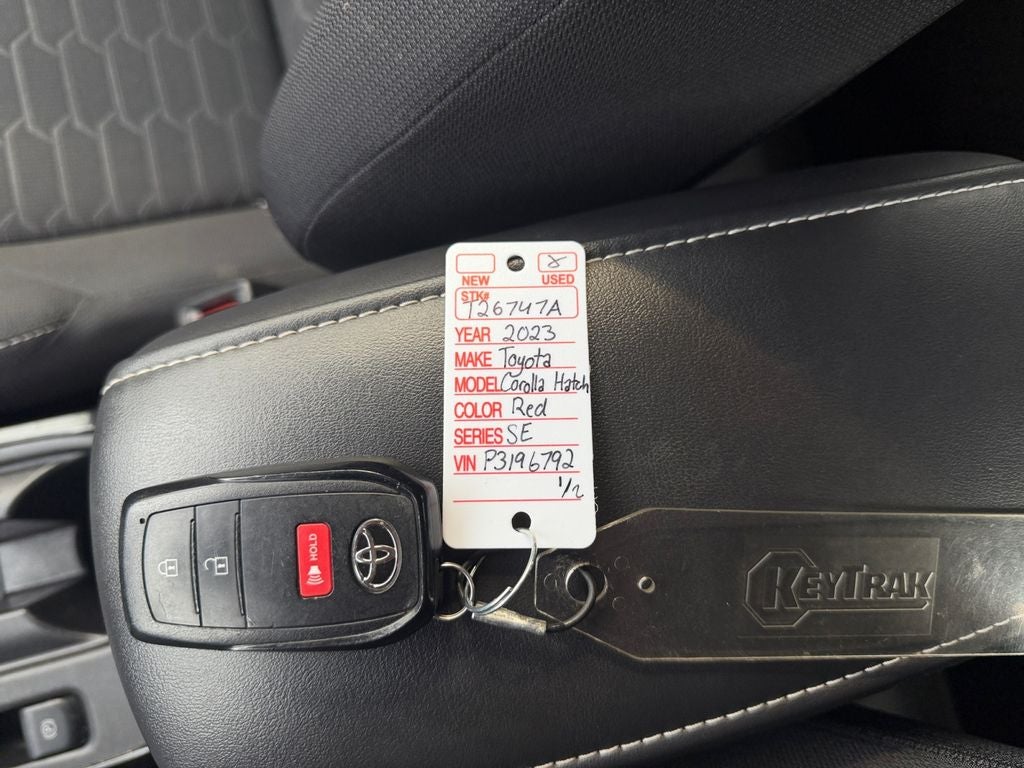 NEW USED
STK# T26747A
YEAR 2023
MAKE Toyota
MODEL Corolla Hatch
COLOR Red
SERIES SE
VIN P3196792
1/2
HOLD
KEYTRAK